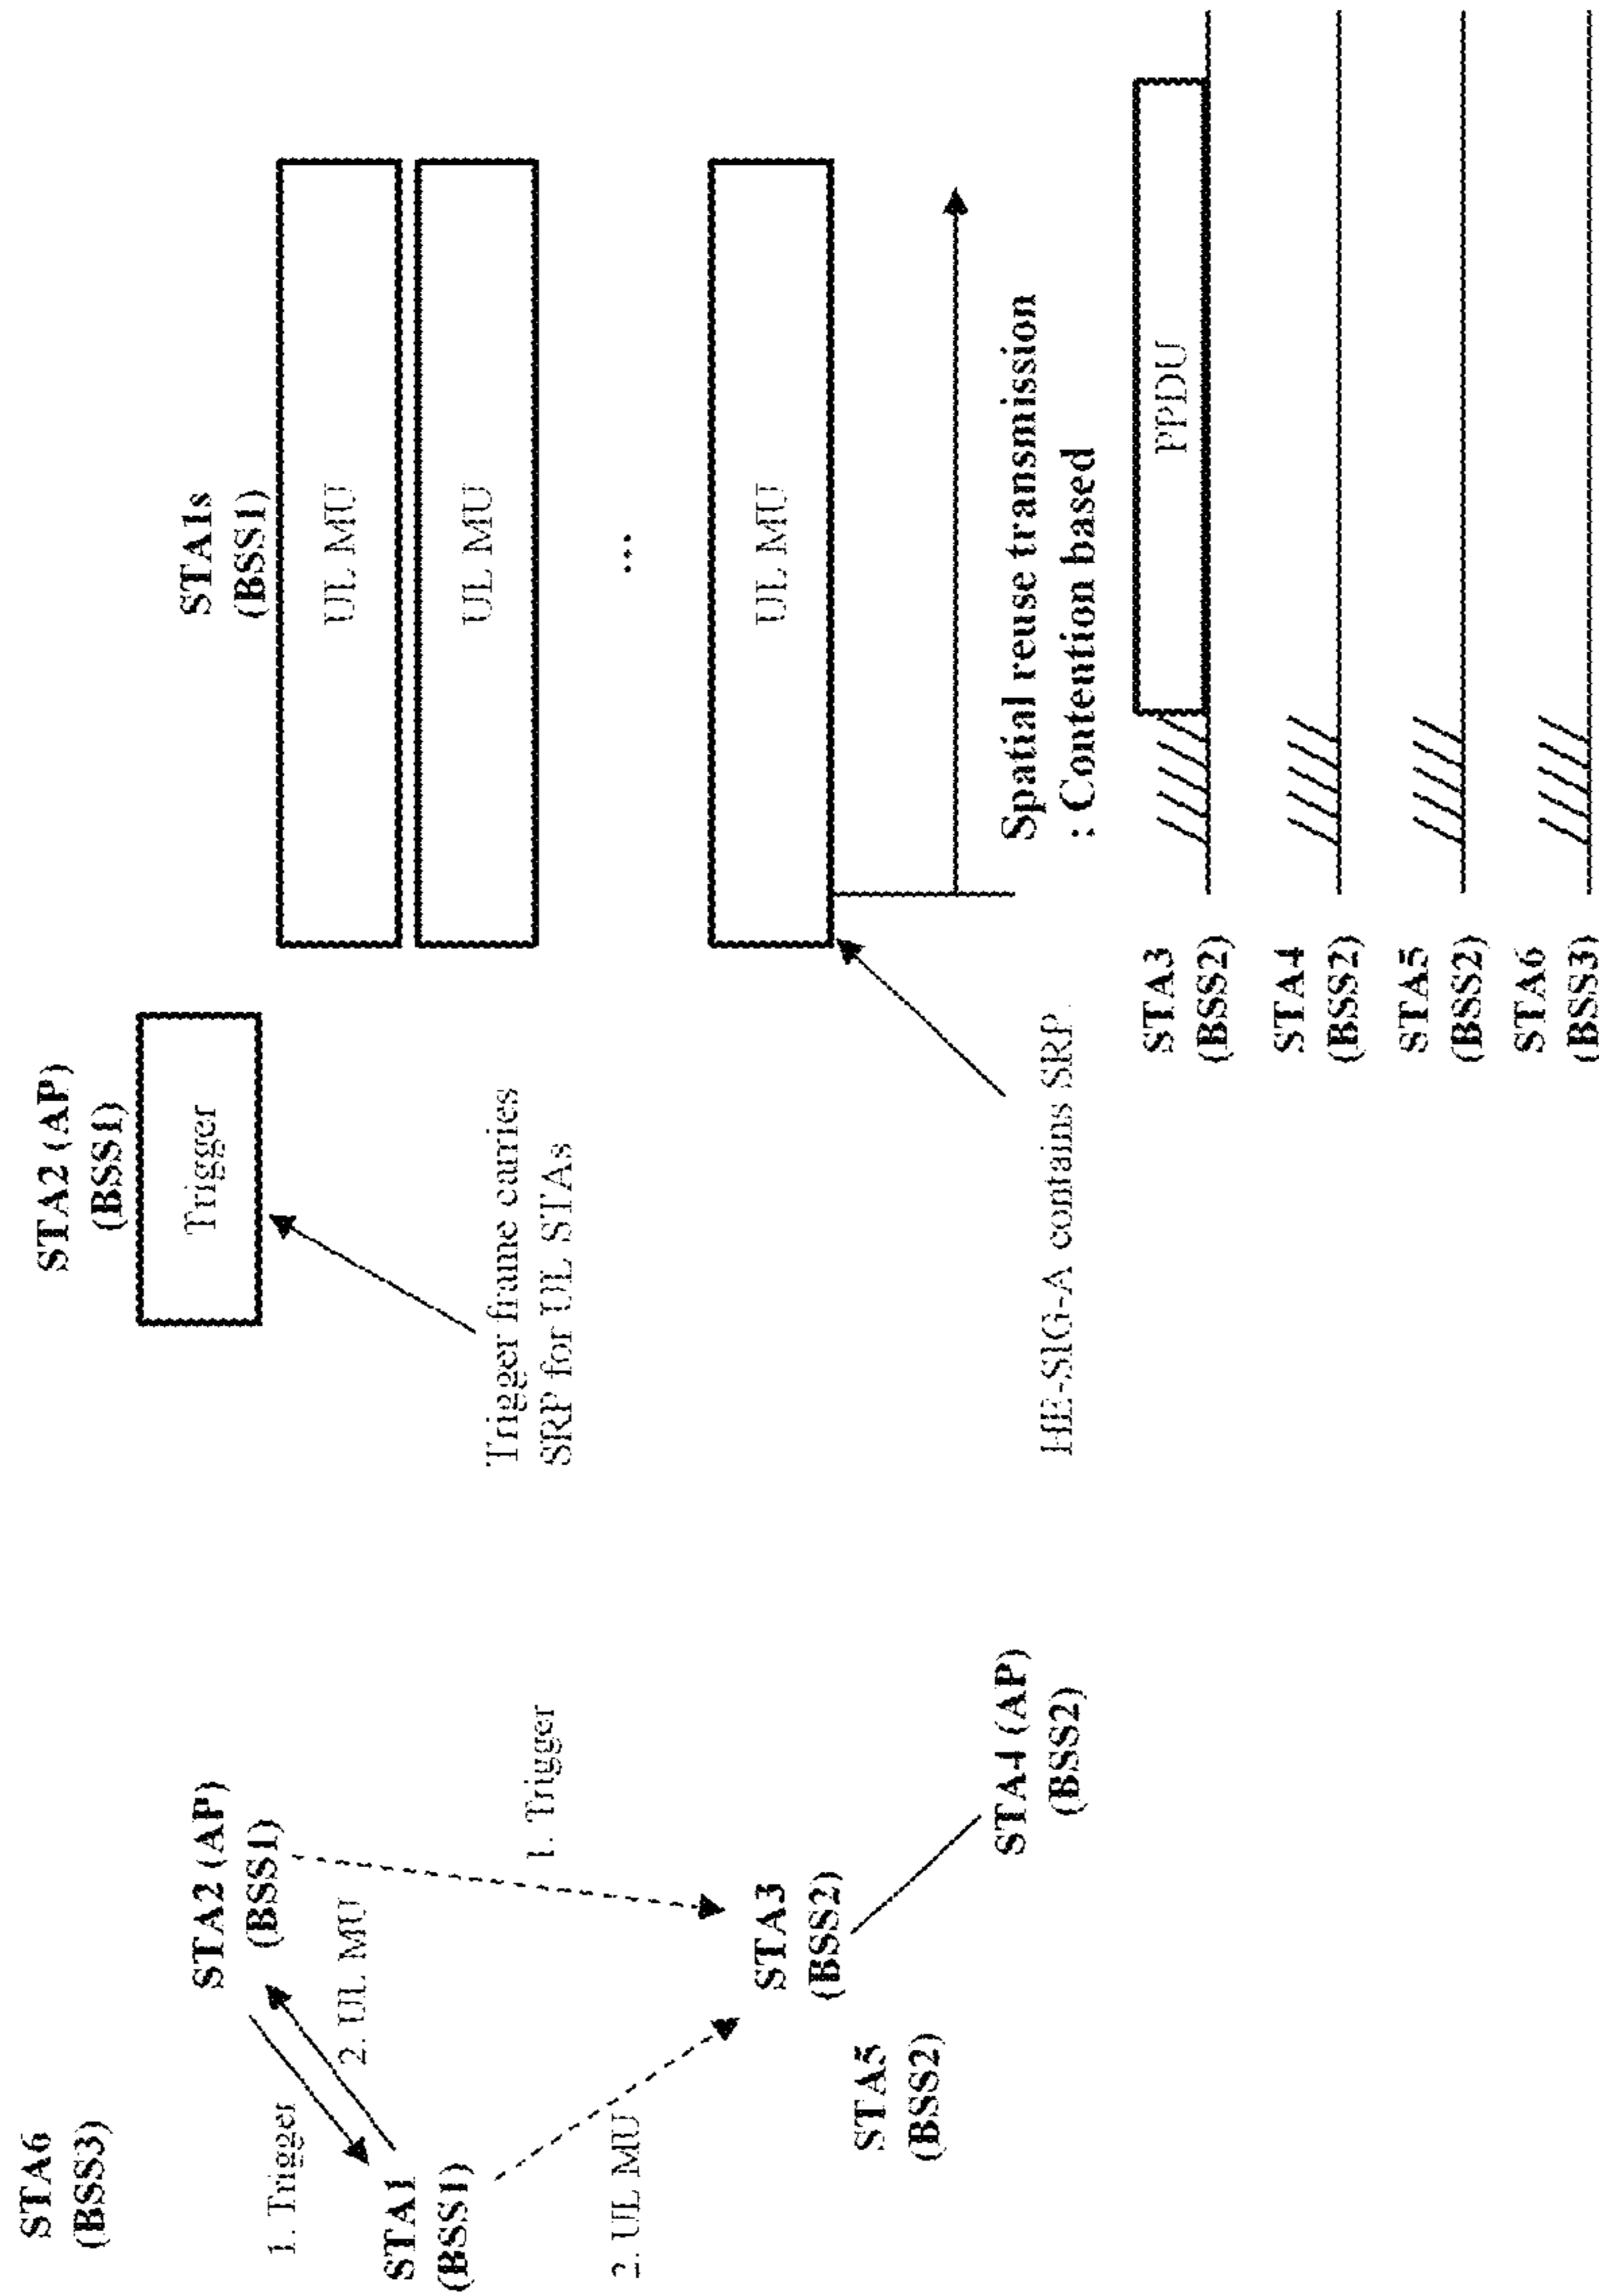 STA6
(BSS3)
STA2 (AP)
(BSS1)
1. Trigger
2. UL MU
STA1
(BSS1)
1. Trigger
2. UL MU
STA3
(BSS2)
STA5
(BSS2)
STA4 (AP)
(BSS2)
STA2 (AP)
(BSS1)
Trigger
Trigger frame carries
SRP for UL STAs
STA1s
(BSS1)
UL MU
UL MU
...
UL MU
HE-SIG-A contains SRP
Spatial reuse transmission
: Contention based
STA3
(BSS2)
PPDU
STA4
(BSS2)
STA5
(BSS2)
STA6
(BSS3)